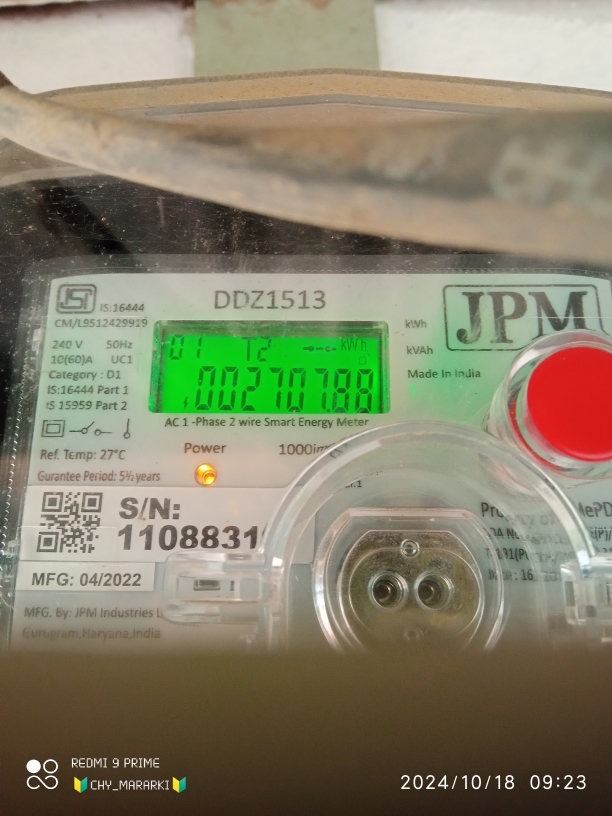 IS:16444
CM/L9512429919
DDZ1513
JPM
240 V 50Hz
10(60)A UC1
Category : D1
IS:16444 Part 1
IS 15959 Part 2
01 T2 kWh
002707.88
kWh
kVAh
Made In India
AC 1 -Phase 2 wire Smart Energy Meter
Ref. Temp: 27°C
Power
Gurantee Period: 5½ years
S/N:
MFG: 04/2022
MFG. By: JPM Industries
Gurugram,Haryana,India
REDMI 9 PRIME
🔰CHY_MARARKI🔰
2024/10/18 09:23